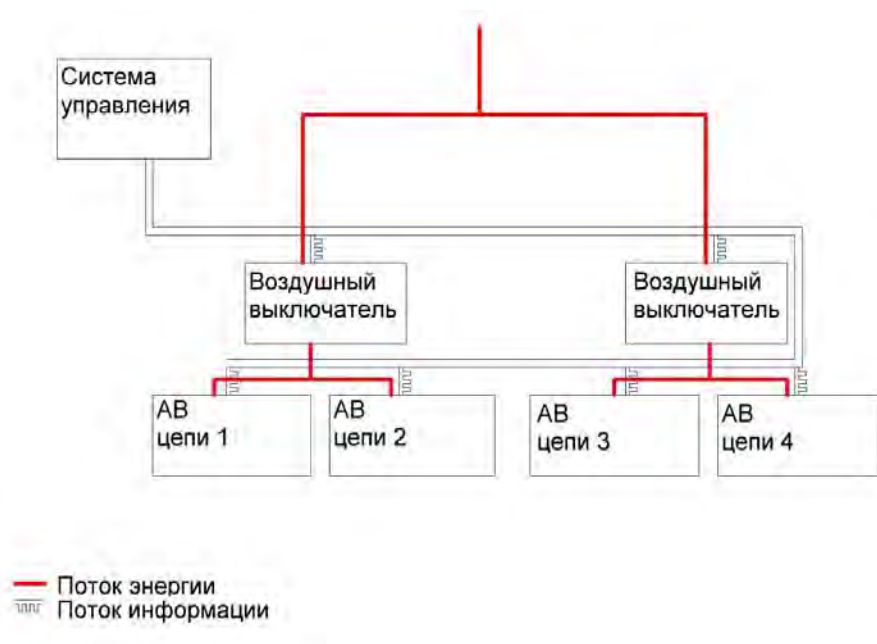 Система
управления
Воздушный
выключатель
Воздушный
выключатель
АВ
цепи 1
АВ
цепи 2
АВ
цепи 3
АВ
цепи 4
Поток энергии
Поток информации